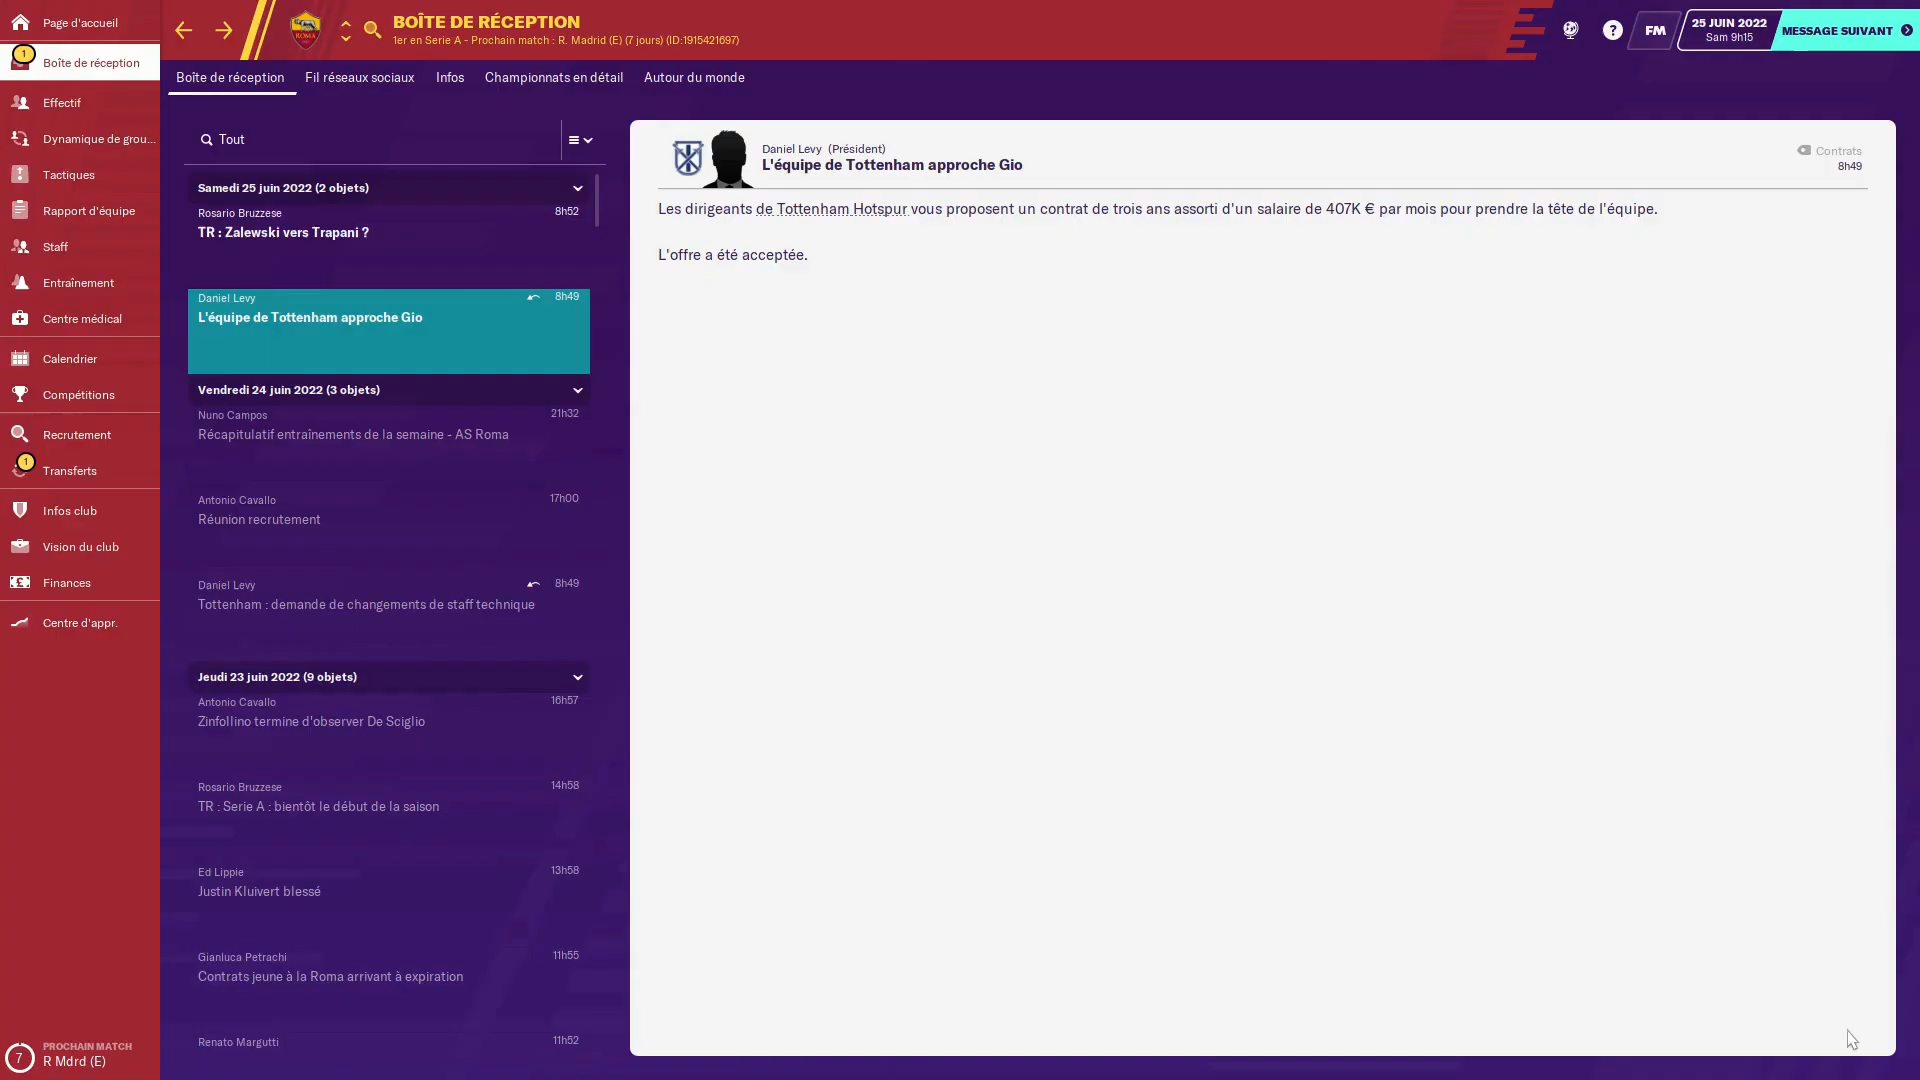 Page d'accueil
1
Boîte de réception
Effectif
Dynamique de grou...
Tactiques
Rapport d'équipe
Staff
Entraînement
Centre médical
Calendrier
Compétitions
Recrutement
1
Transferts
Infos club
Vision du club
Finances
Centre d'appr.
7
PROCHAIN MATCH
R Mdrd (E)
ROMA
BOÎTE DE RÉCEPTION
1er en Serie A - Prochain match : R. Madrid (E) (7 jours) (ID:1915421697)
?
FM
25 JUIN 2022
Sam 9h15
MESSAGE SUIVANT
Boîte de réception Fil réseaux sociaux Infos Championnats en détail Autour du monde
Tout
Samedi 25 juin 2022 (2 objets)
Rosario Bruzzese 8h52
TR : Zalewski vers Trapani ?
Daniel Levy 8h49
L'équipe de Tottenham approche Gio
Vendredi 24 juin 2022 (3 objets)
Nuno Campos 21h32
Récapitulatif entraînements de la semaine - AS Roma
Antonio Cavallo 17h00
Réunion recrutement
Daniel Levy 8h49
Tottenham : demande de changements de staff technique
Jeudi 23 juin 2022 (9 objets)
Antonio Cavallo 16h57
Zinfollino termine d'observer De Sciglio
Rosario Bruzzese 14h58
TR : Serie A : bientôt le début de la saison
Ed Lippie 13h58
Justin Kluivert blessé
Gianluca Petrachi 11h55
Contrats jeune à la Roma arrivant à expiration
Renato Margutti 11h52
Daniel Levy (Président)
L'équipe de Tottenham approche Gio
Contrats
8h49
Les dirigeants de Tottenham Hotspur vous proposent un contrat de trois ans assorti d'un salaire de 407K € par mois pour prendre la tête de l'équipe.
L'offre a été acceptée.